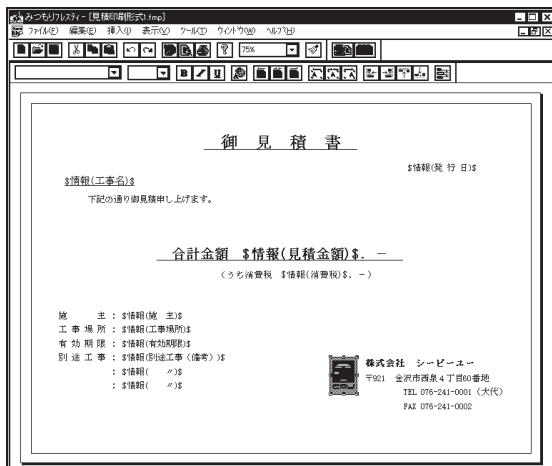 みつもりフレスティ - [見積印刷形式1.fmp]
ファイル(F) 編集(E) 挿入(I) 表示(V) ツール(T) ウィンドウ(W) ヘルプ(H)
75%
B I U
御 見 積 書
$情報(発 行 日)$
$情報(工事名)$
下記の通り御見積申し上げます。
合計金額 $情報(見積金額)$. －
(うち消費税 $情報(消費税)$. －)
施 主 : $情報(施 主)$
工 事 場 所 : $情報(工事場所)$
有 効 期 限 : $情報(有効期限)$
別 途 工 事 : $情報(別途工事（備考）)$
: $情報( 〃)$
: $情報( 〃)$
株式会社 シーピーユー
〒921 金沢市西泉４丁目60番地
TEL 076-241-0001 (大代)
FAX 076-241-0002